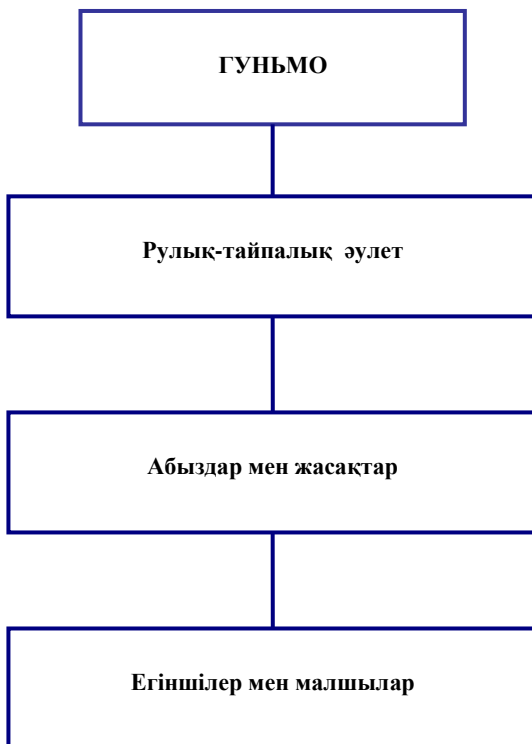 ГУНЬМО
Рулық-тайпалық әулет
Абыздар мен жасақтар
Егіншілер мен малшылар